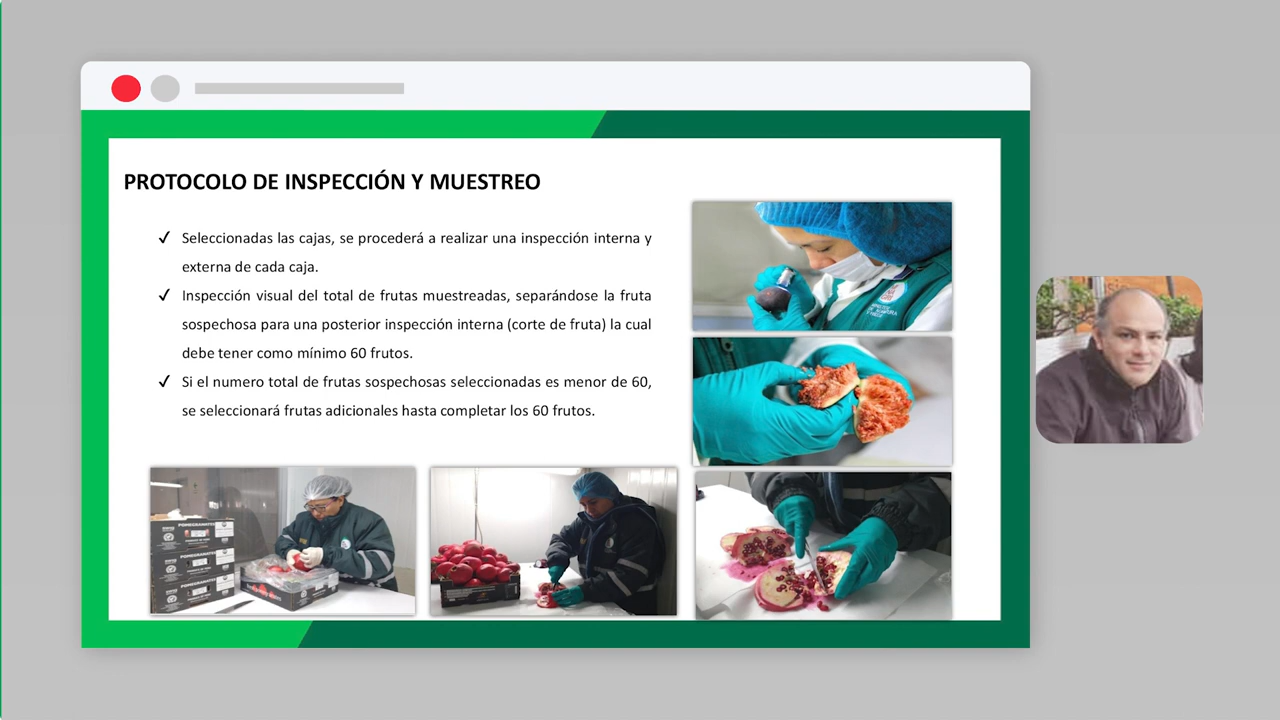 PROTOCOLO DE INSPECCIÓN Y MUESTREO
✓ Seleccionadas las cajas, se procederá a realizar una inspección interna y
externa de cada caja.
✓ Inspección visual del total de frutas muestreadas, separándose la fruta
sospechosa para una posterior inspección interna (corte de fruta) la cual
debe tener como mínimo 60 frutos.
✓ Si el numero total de frutas sospechosas seleccionadas es menor de 60,
se seleccionará frutas adicionales hasta completar los 60 frutos.
POMEGRANATES
POMEGRANATES
POMEGRANATES